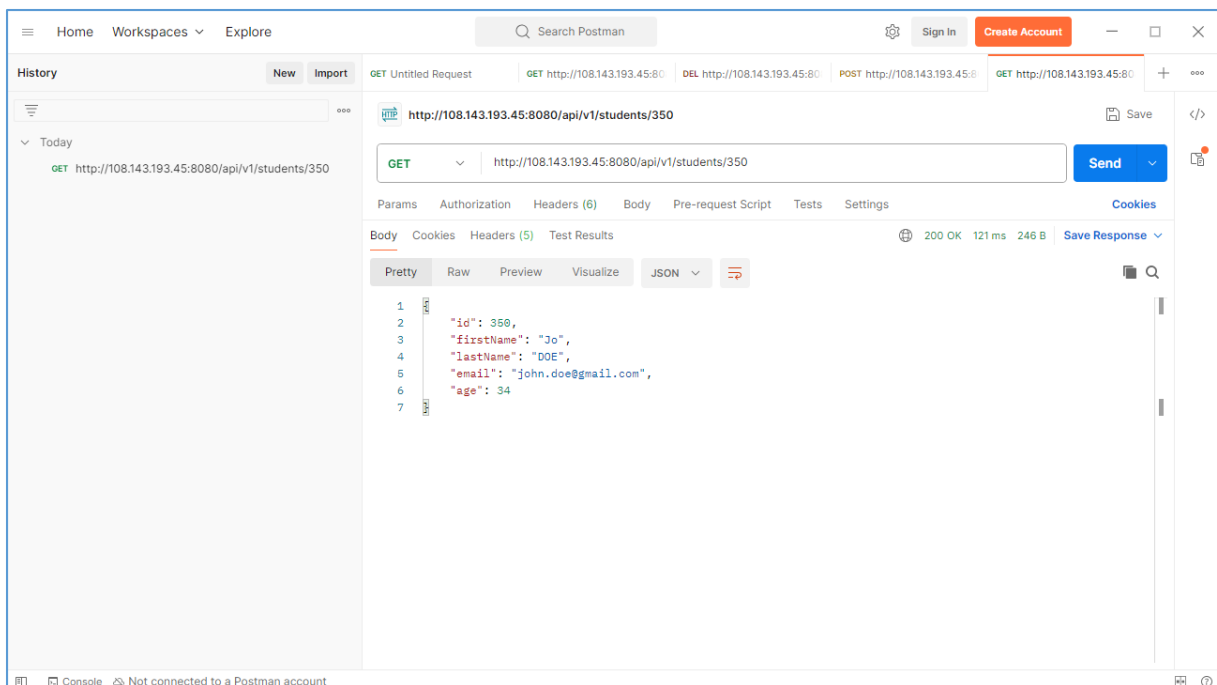 Home Workspaces Explore Search Postman Sign In Create Account
History New Import GET Untitled Request GET http://108.143.193.45:80 DEL http://108.143.193.45:80 POST http://108.143.193.45:8 GET http://108.143.193.45:80
HTTP http://108.143.193.45:8080/api/v1/students/350 Save </>
Today
GET http://108.143.193.45:8080/api/v1/students/350
GET http://108.143.193.45:8080/api/v1/students/350 Send
Params Authorization Headers (6) Body Pre-request Script Tests Settings Cookies
Body Cookies Headers (5) Test Results 200 OK 121 ms 246 B Save Response
Pretty Raw Preview Visualize JSON
1 {
2 "id": 350,
3 "firstName": "Jo",
4 "lastName": "DOE",
5 "email": "john.doe@gmail.com",
6 "age": 34
7 }
Console Not connected to a Postman account